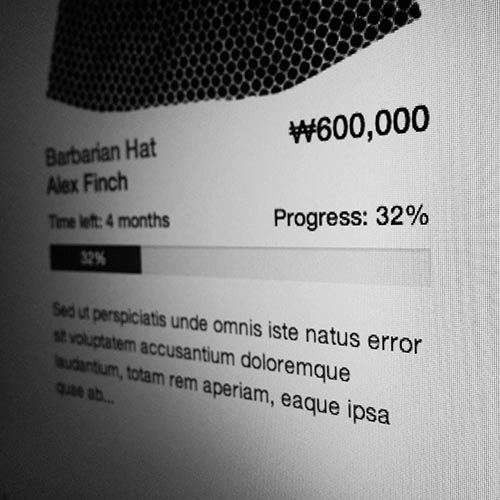 Barbarian Hat
Alex Finch
₩600,000
Time left: 4 months
Progress: 32%
32%
Sed ut perspiciatis unde omnis iste natus error
sit voluptatem accusantium doloremque
laudantium, totam rem aperiam, eaque ipsa
quae ab...